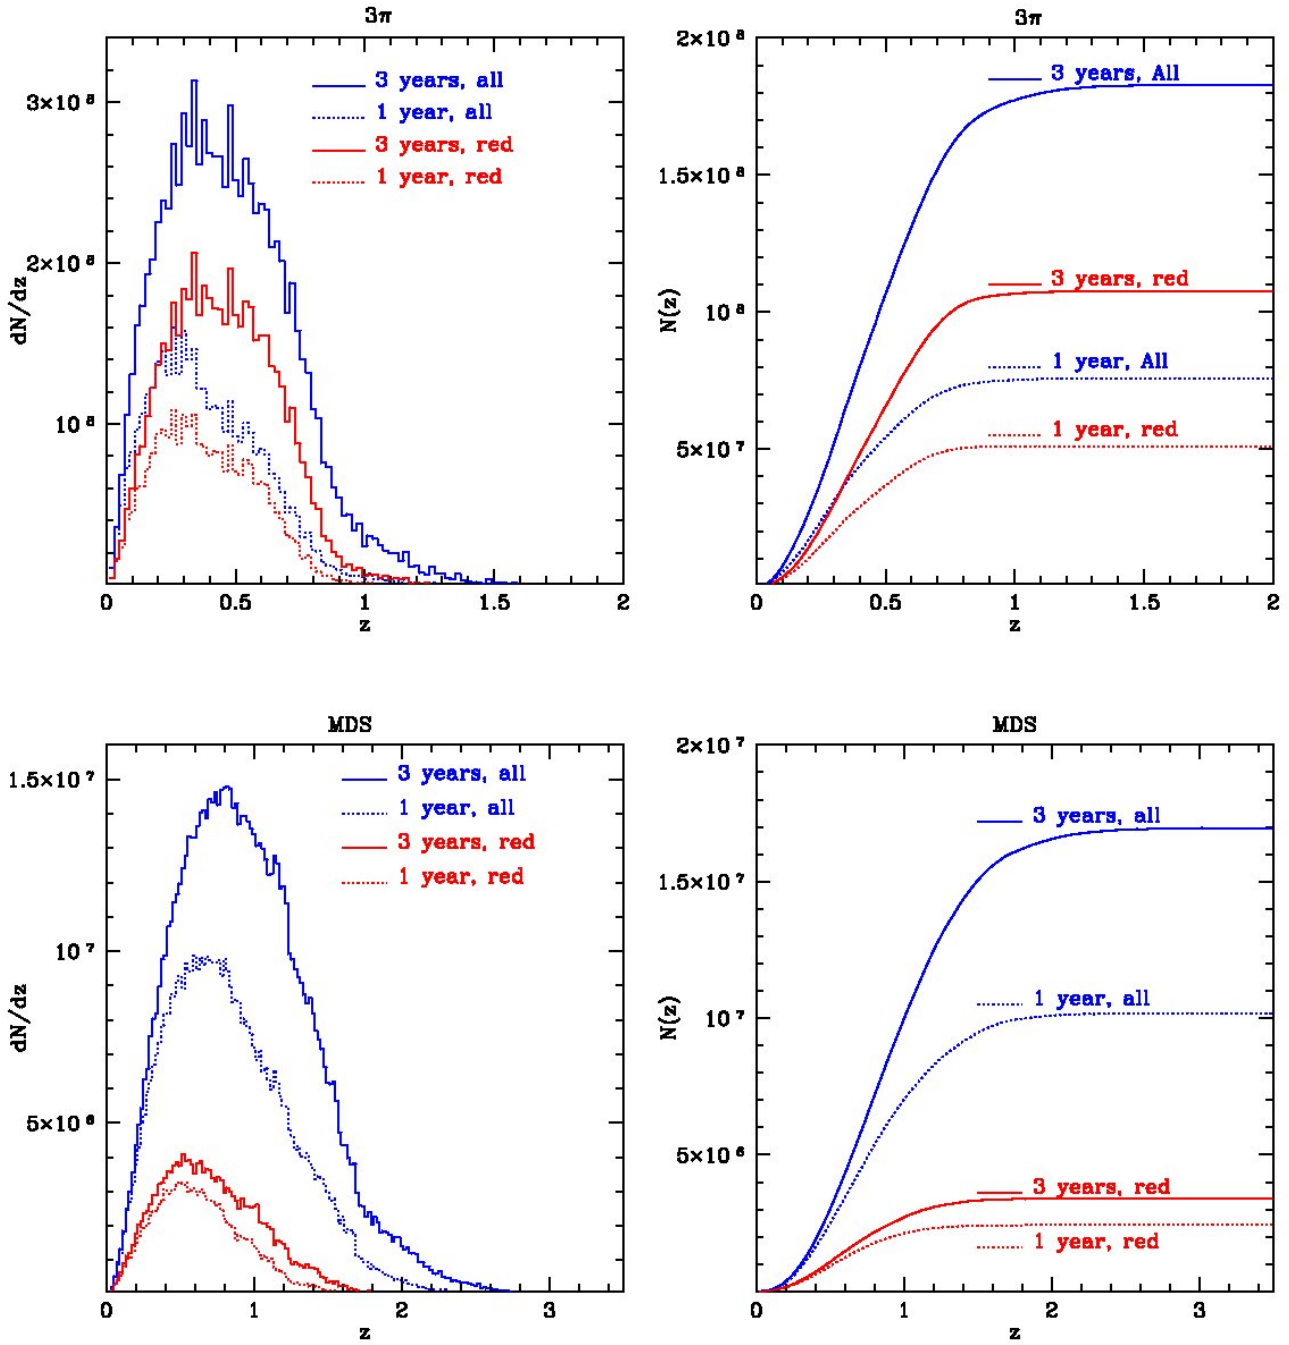 3π
3×10⁸
2×10⁸
10⁸
dN/dz
3 years, all
1 year, all
3 years, red
1 year, red
0 0.5 1 1.5 2
z
3π
2×10⁸
1.5×10⁸
10⁸
5×10⁷
N(z)
3 years, All
3 years, red
1 year, All
1 year, red
0 0.5 1 1.5 2
z
MDS
1.5×10⁷
10⁷
5×10⁶
dN/dz
3 years, all
1 year, all
3 years, red
1 year, red
0 1 2 3
z
MDS
2×10⁷
1.5×10⁷
10⁷
5×10⁶
N(z)
3 years, all
1 year, all
3 years, red
1 year, red
0 1 2 3
z